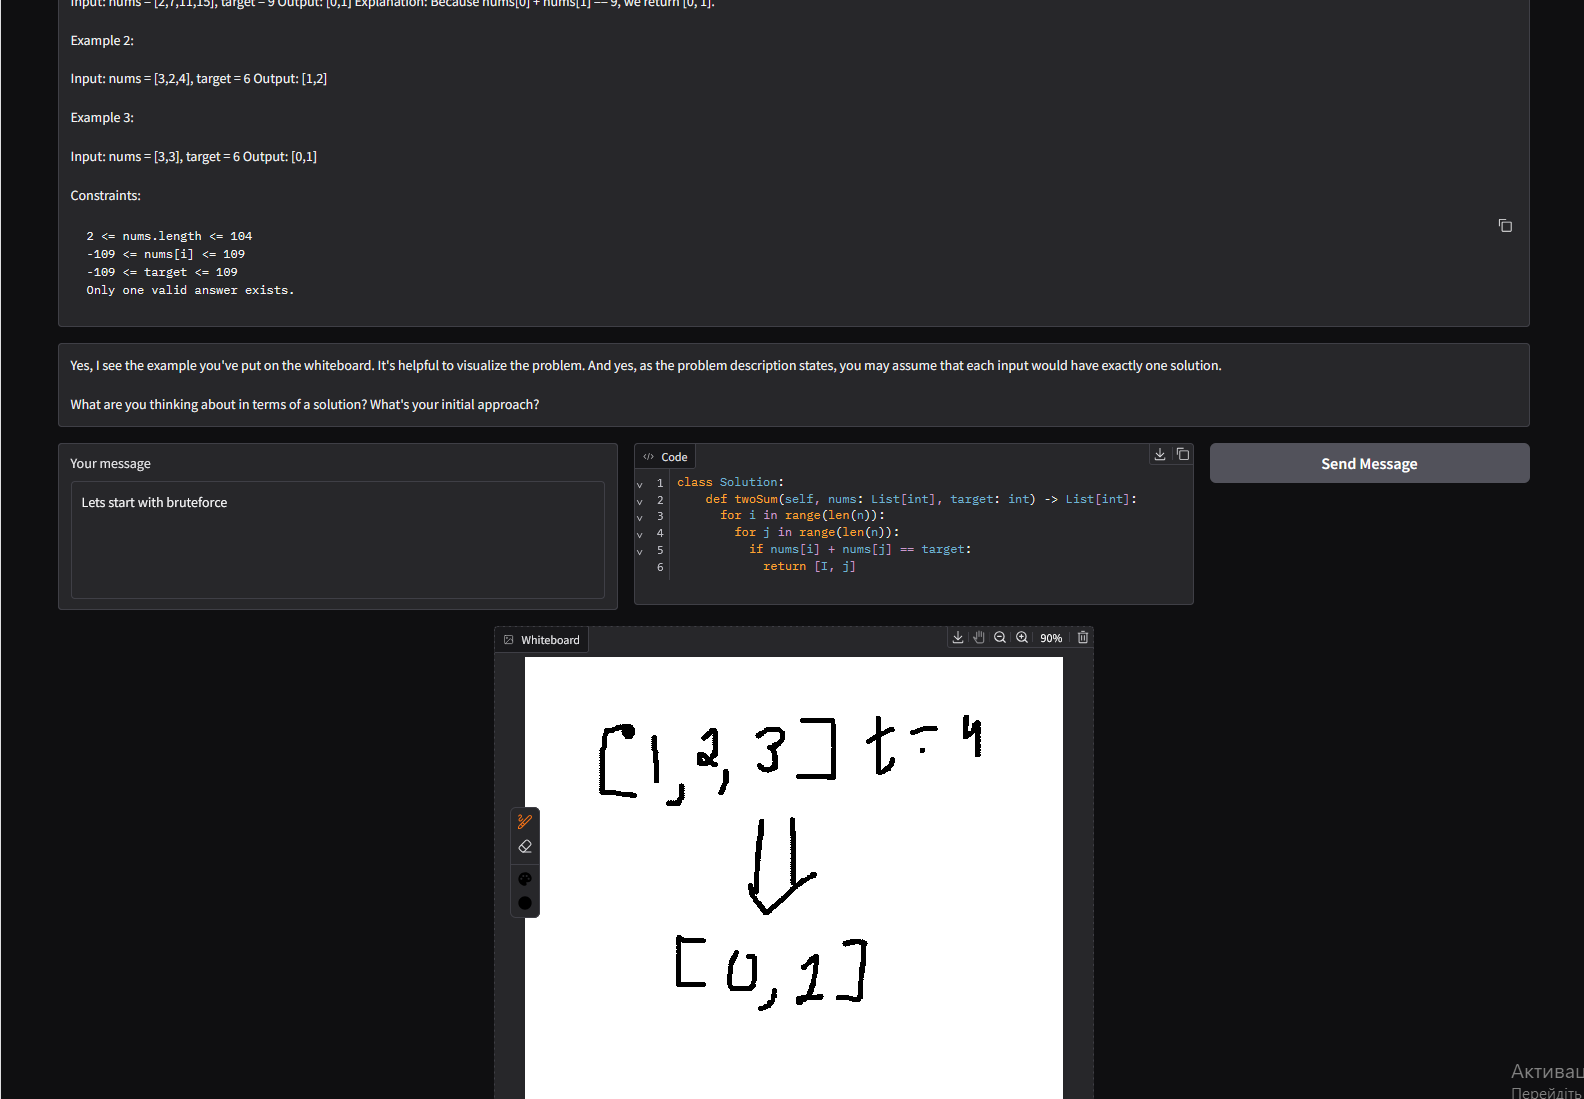 Input: nums = [2,7,11,15], target = 9 Output: [0,1] Explanation: Because nums[0] + nums[1] == 9, we return [0, 1].
Example 2:
Input: nums = [3,2,4], target = 6 Output: [1,2]
Example 3:
Input: nums = [3,3], target = 6 Output: [0,1]
Constraints:
2 <= nums.length <= 104
-109 <= nums[i] <= 109
-109 <= target <= 109
Only one valid answer exists.
Yes, I see the example you've put on the whiteboard. It's helpful to visualize the problem. And yes, as the problem description states, you may assume that each input would have exactly one solution.
What are you thinking about in terms of a solution? What's your initial approach?
Your message
Lets start with bruteforce
Code
1 class Solution:
2 def twoSum(self, nums: List[int], target: int) -> List[int]:
3 for i in range(len(n)):
4 for j in range(len(n)):
5 if nums[i] + nums[j] == target:
6 return [I, j]
Send Message
Whiteboard
90%
[1, 2, 3] t = 4
[0, 2]
Активац
Перейдіть